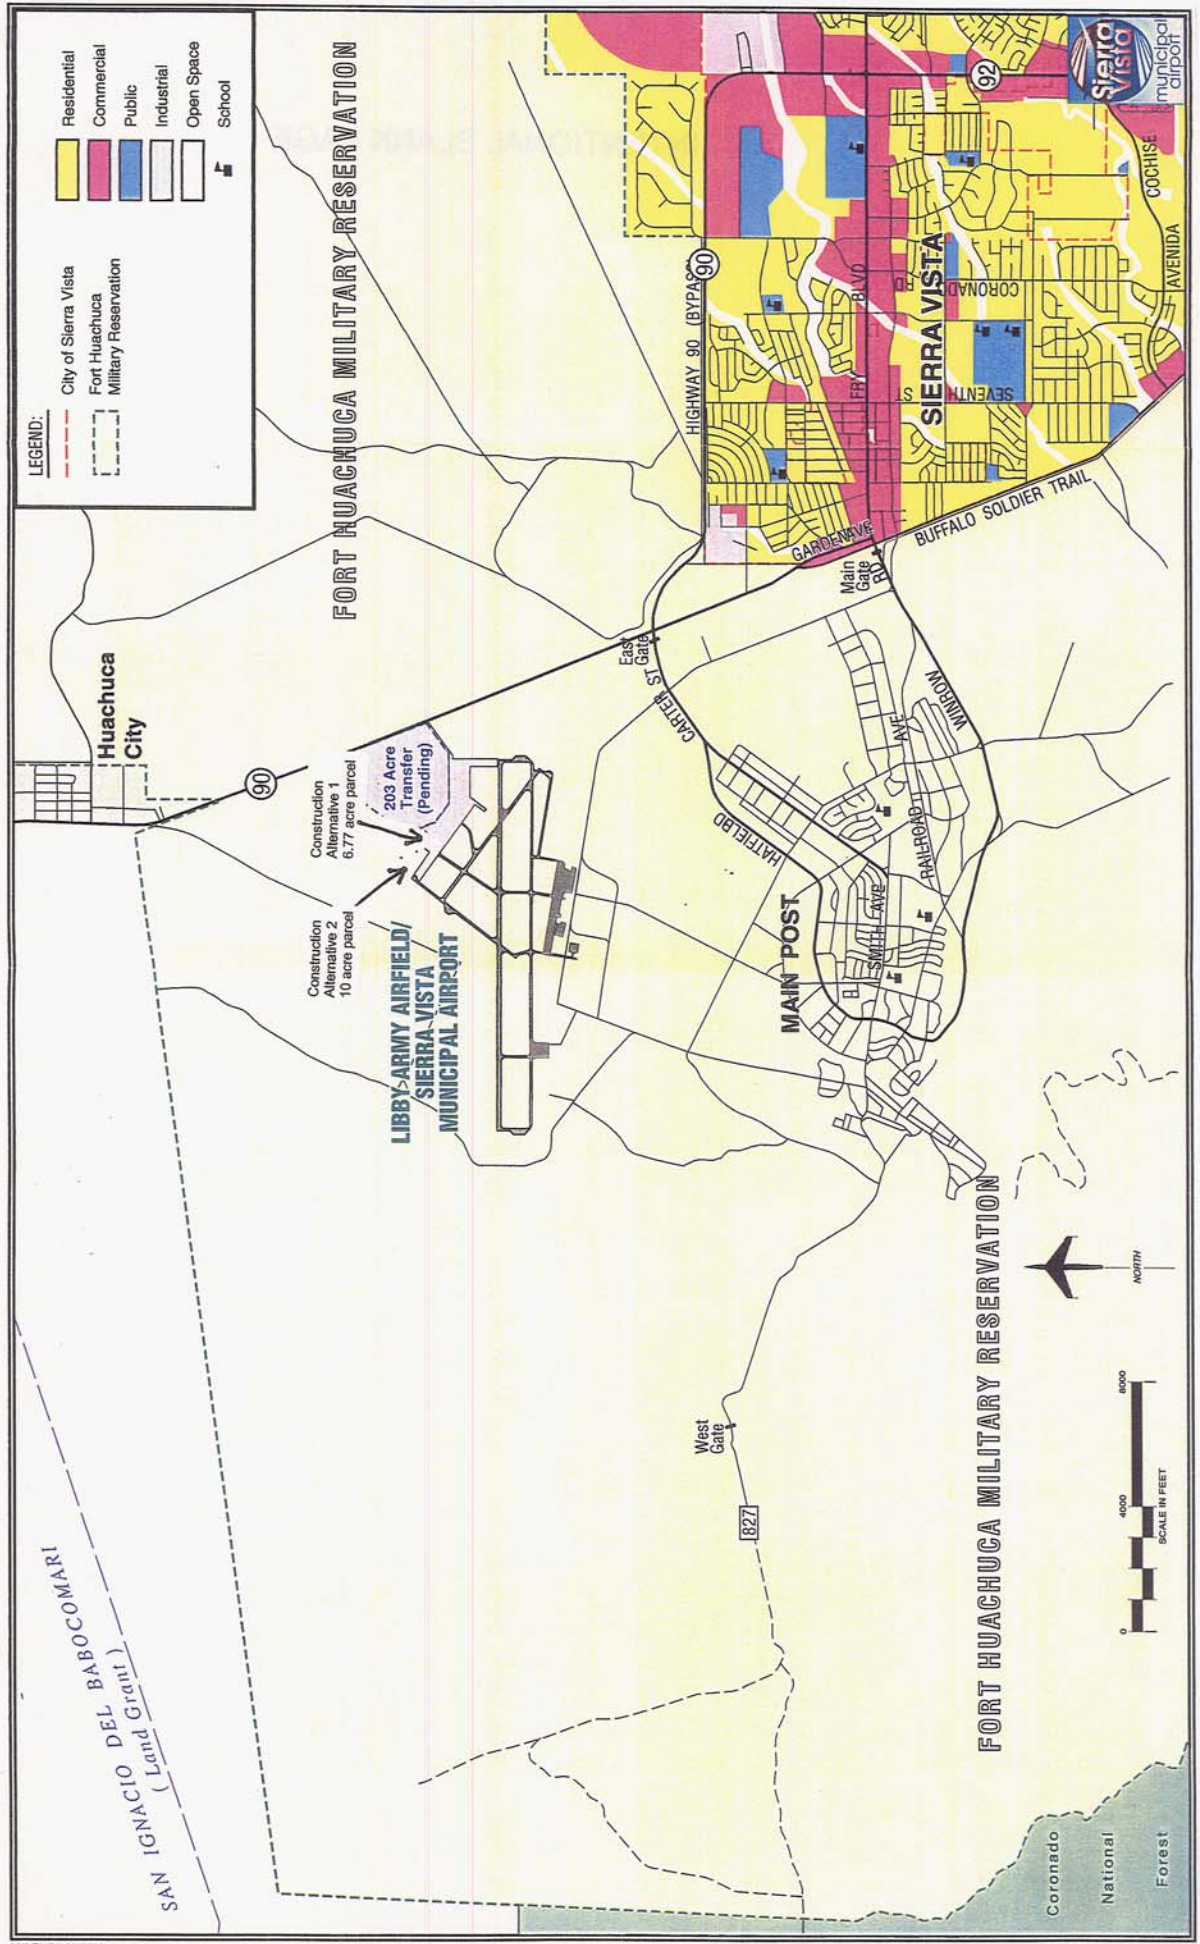 LEGEND:
City of Sierra Vista
Fort Huachuca
Military Reservation
Residential
Commercial
Public
Industrial
Open Space
School
SAN IGNACIO DEL BABOCOMARI
( Land Grant )
Huachuca
City
90
FORT HUACHUCA MILITARY RESERVATION
Construction
Alternative 2
10 acre parcel
Construction
Alternative 1
6.77 acre parcel
203 Acre
Transfer
(Pending)
LIBBY ARMY AIRFIELD/
SIERRA VISTA
MUNICIPAL AIRPORT
East
Gate
CARTER ST
HIGHWAY 90 (BYPASS)
90
West
Gate
827
HATFIELD
MAIN POST
SMITH AVE
RAILROAD AVE
WINROW RD
Main
Gate
GARDEN AVE
FRY BLVD
SIERRA VISTA
SEVENTH ST
CORONADO RD
BUFFALO SOLDIER TRAIL
92
AVENIDA COCHISE
Sierra
Vista
municipal
airport
FORT HUACHUCA MILITARY RESERVATION
NORTH
0 4000 8000
SCALE IN FEET
Coronado
National
Forest